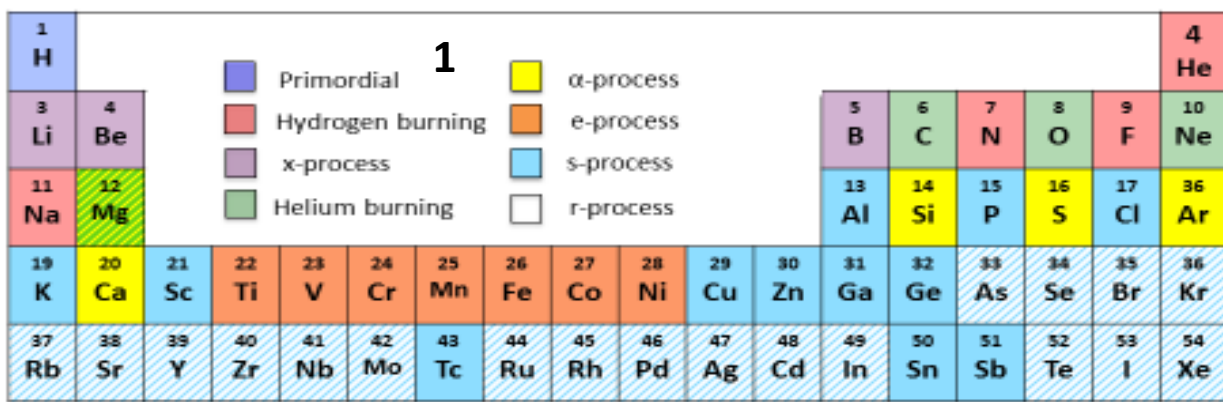 1 4
H He
1
Primordial α-process
Hydrogen burning e-process
x-process s-process
Helium burning r-process
3 4 5 6 7 8 9 10
Li Be B C N O F Ne
11 12 13 14 15 16 17 36
Na Mg Al Si P S Cl Ar
19 20 21 22 23 24 25 26 27 28 29 30 31 32 33 34 35 36
K Ca Sc Ti V Cr Mn Fe Co Ni Cu Zn Ga Ge As Se Br Kr
37 38 39 40 41 42 43 44 45 46 47 48 49 50 51 52 53 54
Rb Sr Y Zr Nb Mo Tc Ru Rh Pd Ag Cd In Sn Sb Te I Xe